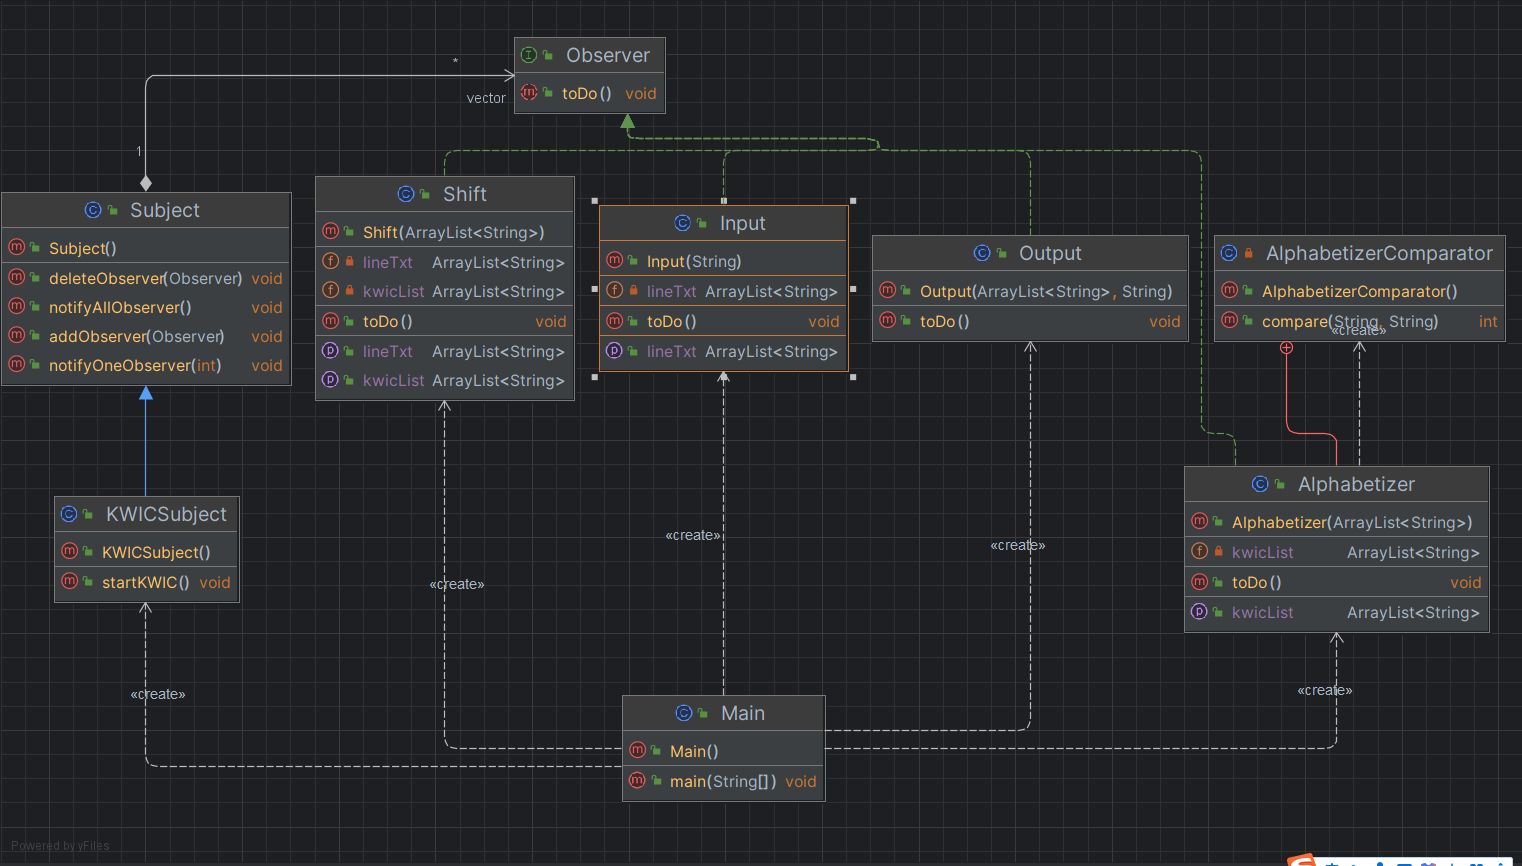 Observer
toDo() void
*
vector
1
Subject
Subject()
deleteObserver(Observer) void
notifyAllObserver() void
addObserver(Observer) void
notifyOneObserver(int) void
Shift
Shift(ArrayList<String>)
lineTxt ArrayList<String>
kwicList ArrayList<String>
toDo() void
lineTxt ArrayList<String>
kwicList ArrayList<String>
Input
Input(String)
lineTxt ArrayList<String>
toDo() void
lineTxt ArrayList<String>
Output
Output(ArrayList<String>, String)
toDo() void
AlphabetizerComparator
AlphabetizerComparator()
compare(String, String) int
«create»
KWICSubject
KWICSubject()
startKWIC() void
Alphabetizer
Alphabetizer(ArrayList<String>)
kwicList ArrayList<String>
toDo() void
kwicList ArrayList<String>
«create»
«create»
«create»
«create»
«create»
Main
Main()
main(String[]) void
Powered by yFiles